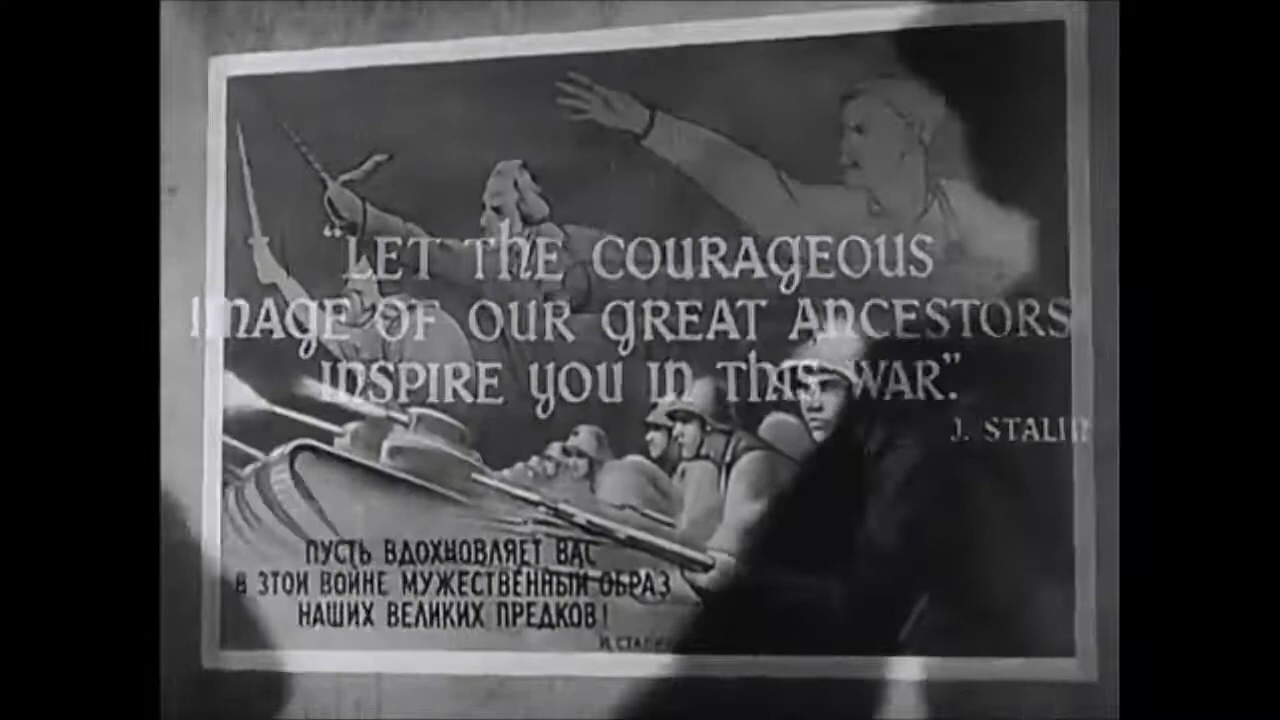 “LET THE COURAGEOUS
IMAGE OF OUR GREAT ANCESTORS
INSPIRE YOU IN THIS WAR.”
J. STALIN
ПУСТЬ ВДОХНОВЛЯЕТ ВАС
В ЭТОЙ ВОЙНЕ МУЖЕСТВЕННЫЙ ОБРАЗ
НАШИХ ВЕЛИКИХ ПРЕДКОВ!
И. СТАЛИН